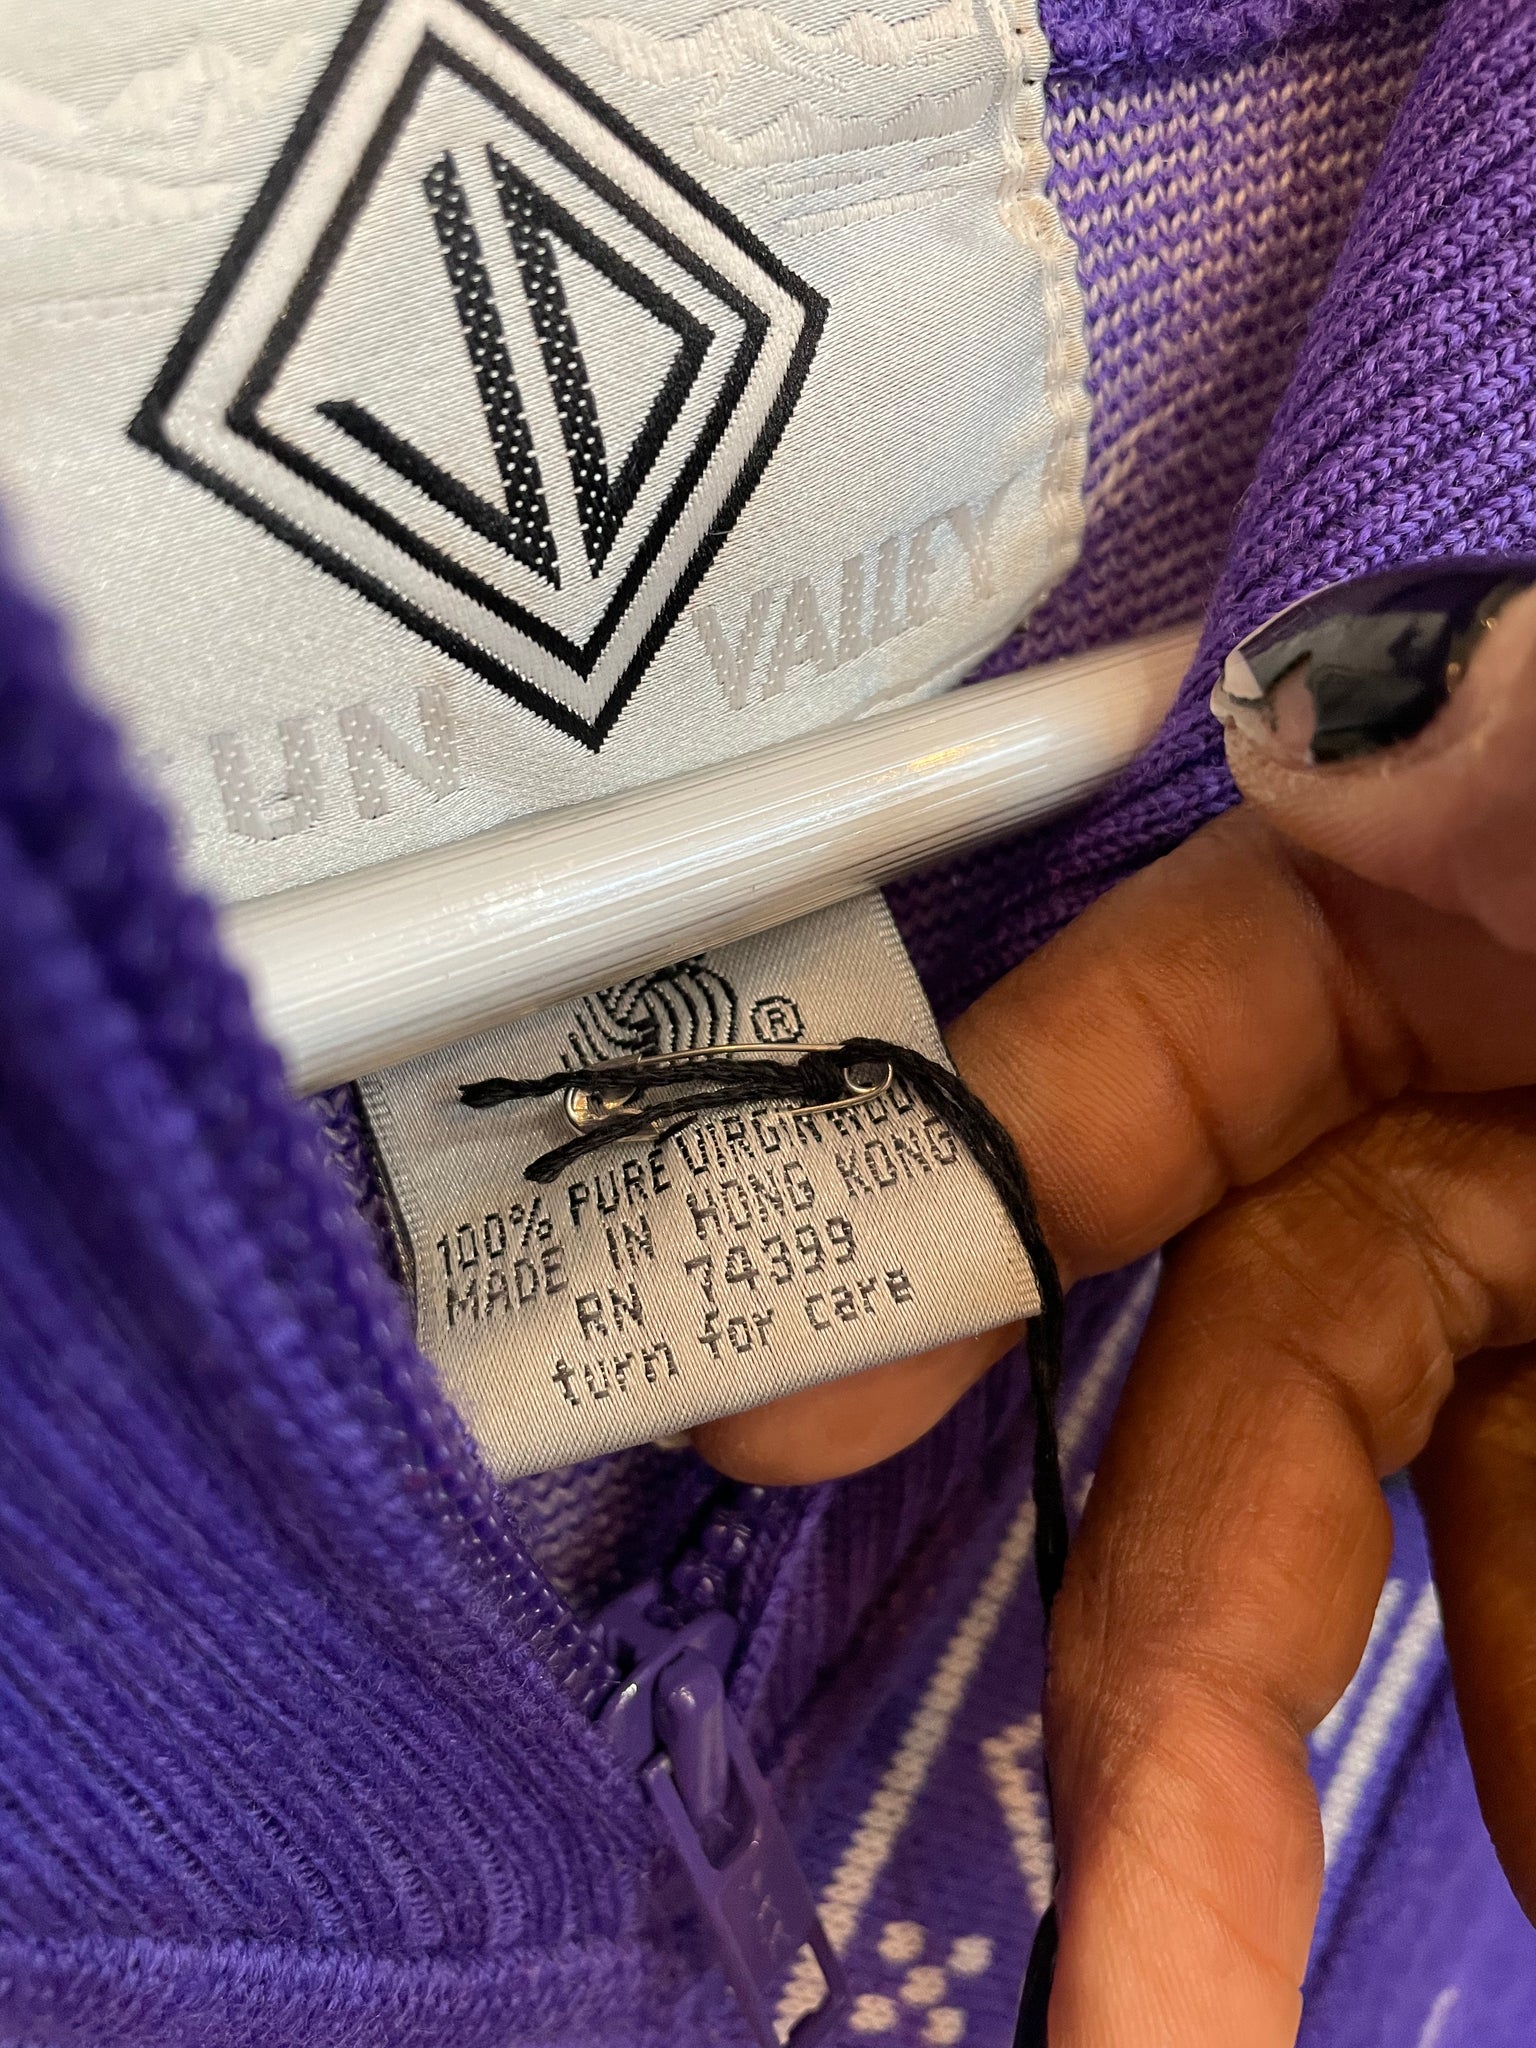 UN VALLEY
®
100% PURE VIRGIN WOOL
MADE IN HONG KONG
RN 74399
turn for care